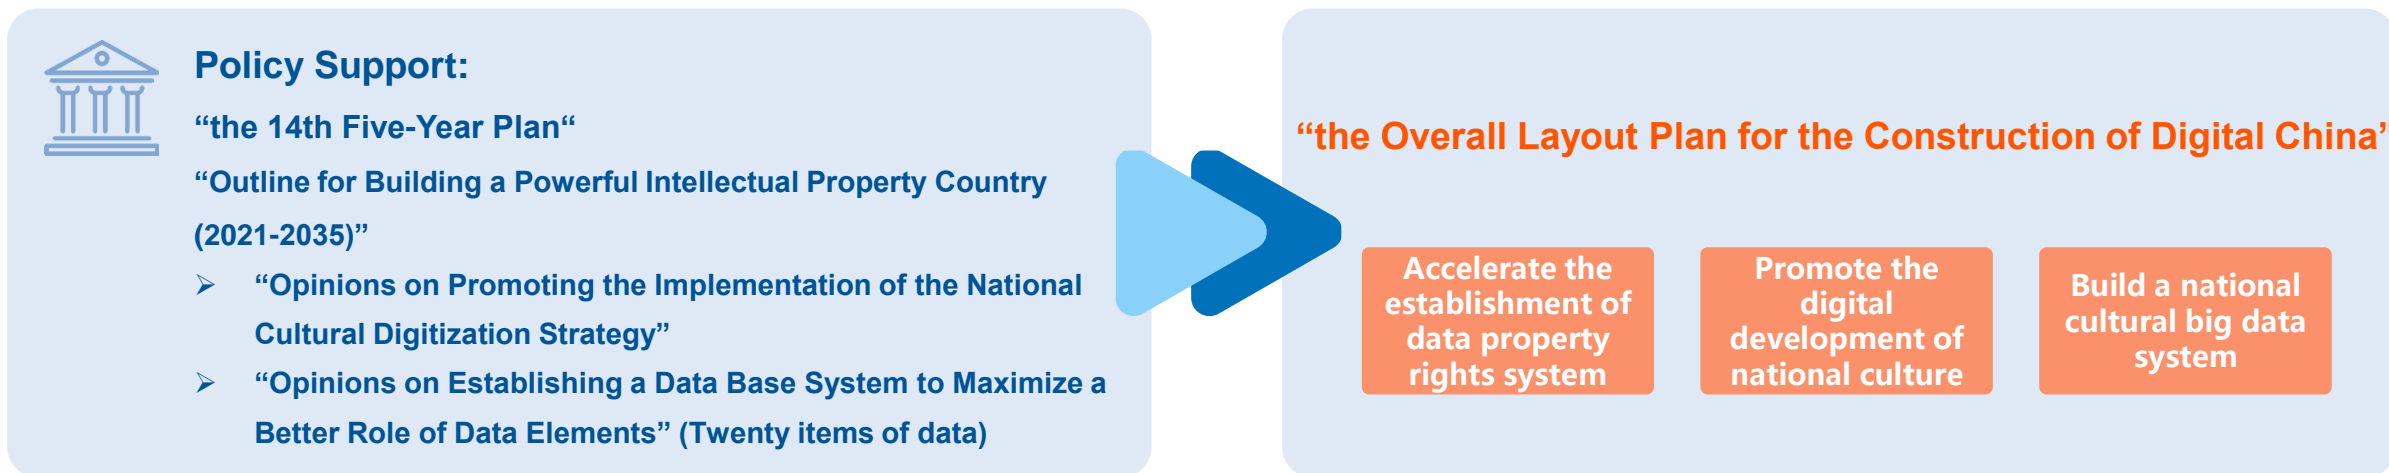 Policy Support:
“the 14th Five-Year Plan“
“Outline for Building a Powerful Intellectual Property Country
(2021-2035)”
➢ “Opinions on Promoting the Implementation of the National
Cultural Digitization Strategy”
➢ “Opinions on Establishing a Data Base System to Maximize a
Better Role of Data Elements” (Twenty items of data)
“the Overall Layout Plan for the Construction of Digital China”
Accelerate the
establishment of
data property
rights system
Promote the
digital
development of
national culture
Build a national
cultural big data
system